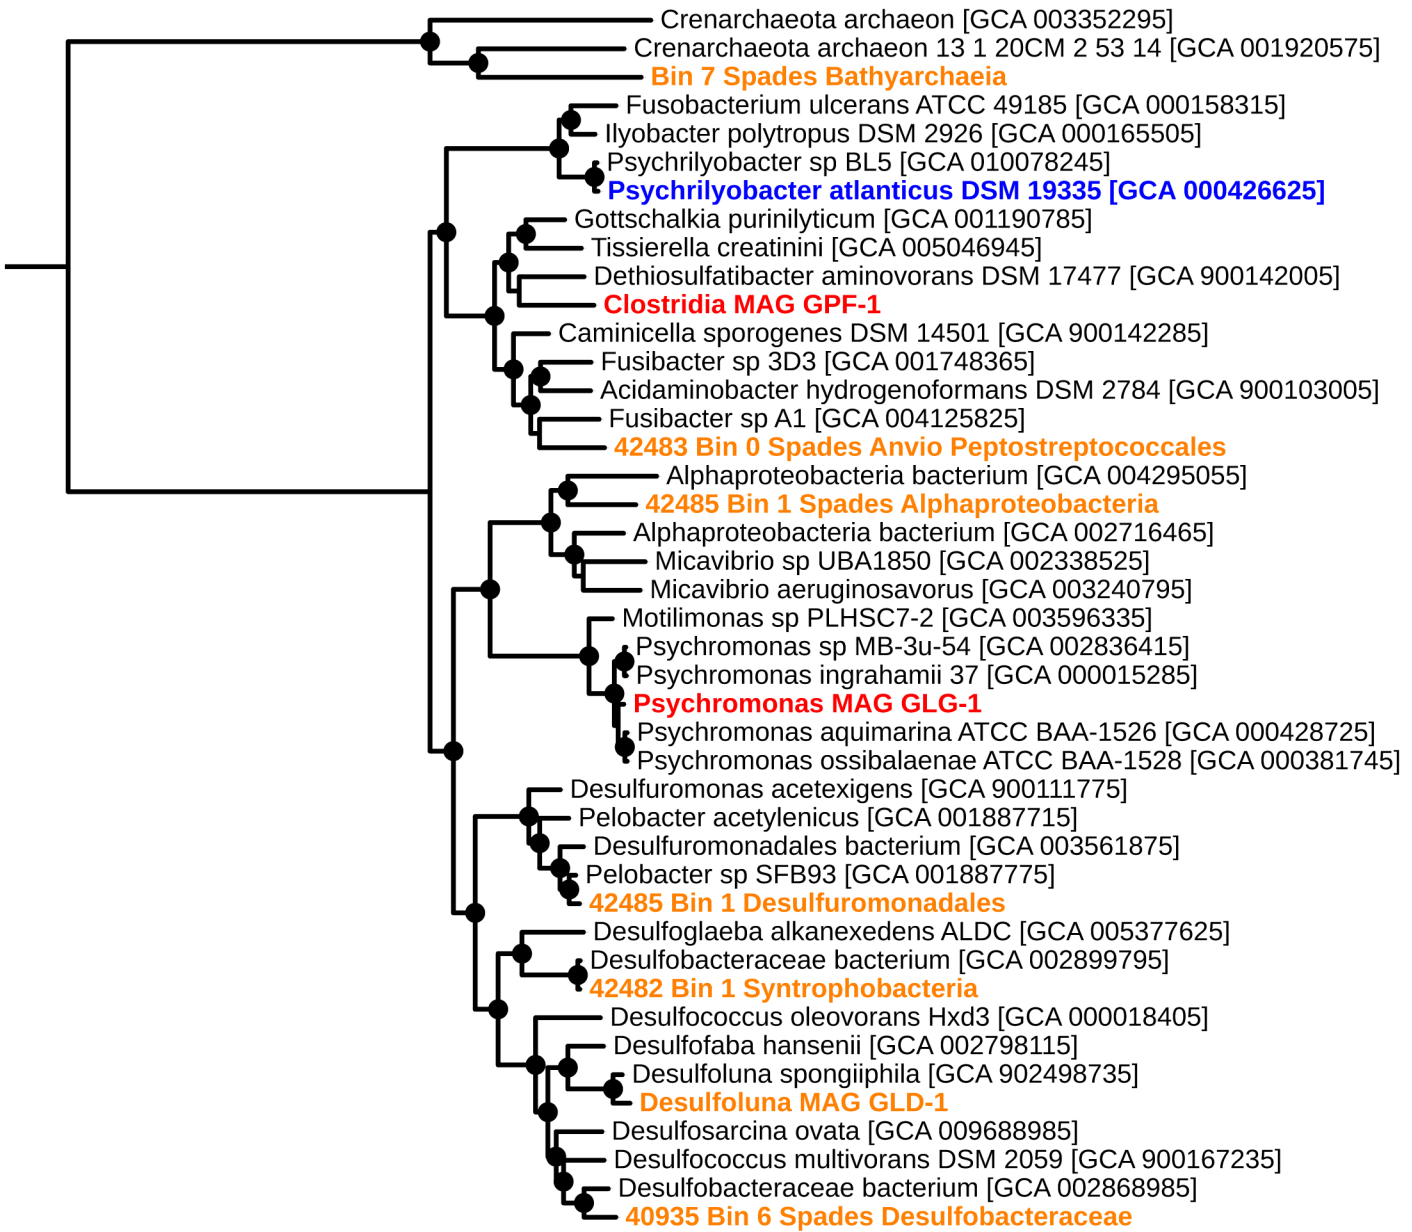 Crenarchaeota archaeon [GCA 003352295]
Crenarchaeota archaeon 13 1 20CM 2 53 14 [GCA 001920575]
Bin 7 Spades Bathyarchaeia
Fusobacterium ulcerans ATCC 49185 [GCA 000158315]
Ilyobacter polytropus DSM 2926 [GCA 000165505]
Psychrilyobacter sp BL5 [GCA 010078245]
Psychrilyobacter atlanticus DSM 19335 [GCA 000426625]
Gottschalkia purinilyticum [GCA 001190785]
Tissierella creatinini [GCA 005046945]
Dethiosulfatibacter aminovorans DSM 17477 [GCA 900142005]
Clostridia MAG GPF-1
Caminicella sporogenes DSM 14501 [GCA 900142285]
Fusibacter sp 3D3 [GCA 001748365]
Acidaminobacter hydrogenoformans DSM 2784 [GCA 900103005]
Fusibacter sp A1 [GCA 004125825]
42483 Bin 0 Spades Anvio Peptostreptococcales
Alphaproteobacteria bacterium [GCA 004295055]
42485 Bin 1 Spades Alphaproteobacteria
Alphaproteobacteria bacterium [GCA 002716465]
Micavibrio sp UBA1850 [GCA 002338525]
Micavibrio aeruginosavorus [GCA 003240795]
Motilimonas sp PLHSC7-2 [GCA 003596335]
Psychromonas sp MB-3u-54 [GCA 002836415]
Psychromonas ingrahamii 37 [GCA 000015285]
Psychromonas MAG GLG-1
Psychromonas aquimarina ATCC BAA-1526 [GCA 000428725]
Psychromonas ossibalaenae ATCC BAA-1528 [GCA 000381745]
Desulfuromonas acetexigens [GCA 900111775]
Pelobacter acetylenicus [GCA 001887715]
Desulfuromonadales bacterium [GCA 003561875]
Pelobacter sp SFB93 [GCA 001887775]
42485 Bin 1 Desulfuromonadales
Desulfoglaeba alkanexedens ALDC [GCA 005377625]
Desulfobacteraceae bacterium [GCA 002899795]
42482 Bin 1 Syntrophobacteria
Desulfococcus oleovorans Hxd3 [GCA 000018405]
Desulfofaba hansenii [GCA 002798115]
Desulfoluna spongiiphila [GCA 902498735]
Desulfoluna MAG GLD-1
Desulfosarcina ovata [GCA 009688985]
Desulfococcus multivorans DSM 2059 [GCA 900167235]
Desulfobacteraceae bacterium [GCA 002868985]
40935 Bin 6 Spades Desulfobacteraceae